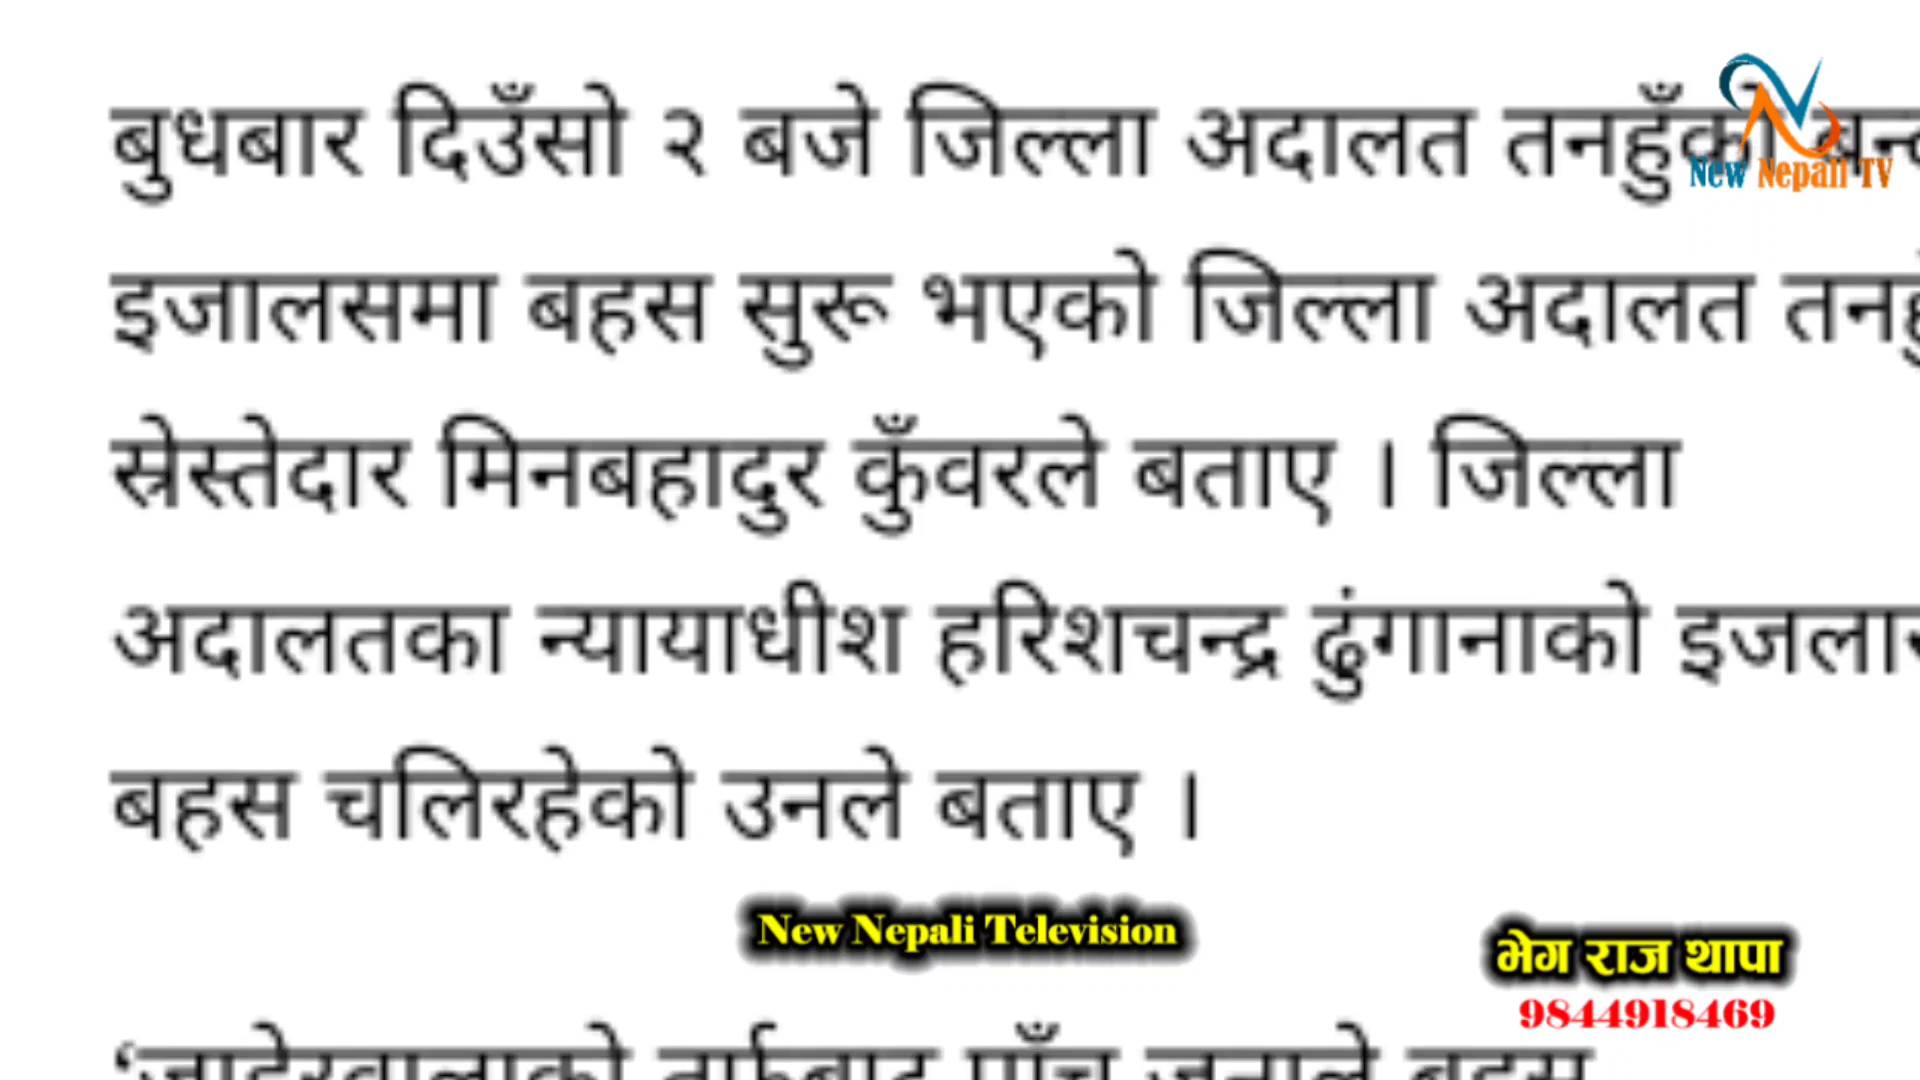 बुधबार दिउँसो २ बजे जिल्ला अदालत तनहुँको
New Nepali TV
इजालसमा बहस सुरू भएको जिल्ला अदालत
स्रेस्तेदार मिनबहादुर कुँवरले बताए । जिल्ला
अदालतका न्यायाधीश हरिशचन्द्र ढुंगानाको
बहस चलिरहेको उनले बताए ।
New Nepali Television
भेग राज थापा
9844918469